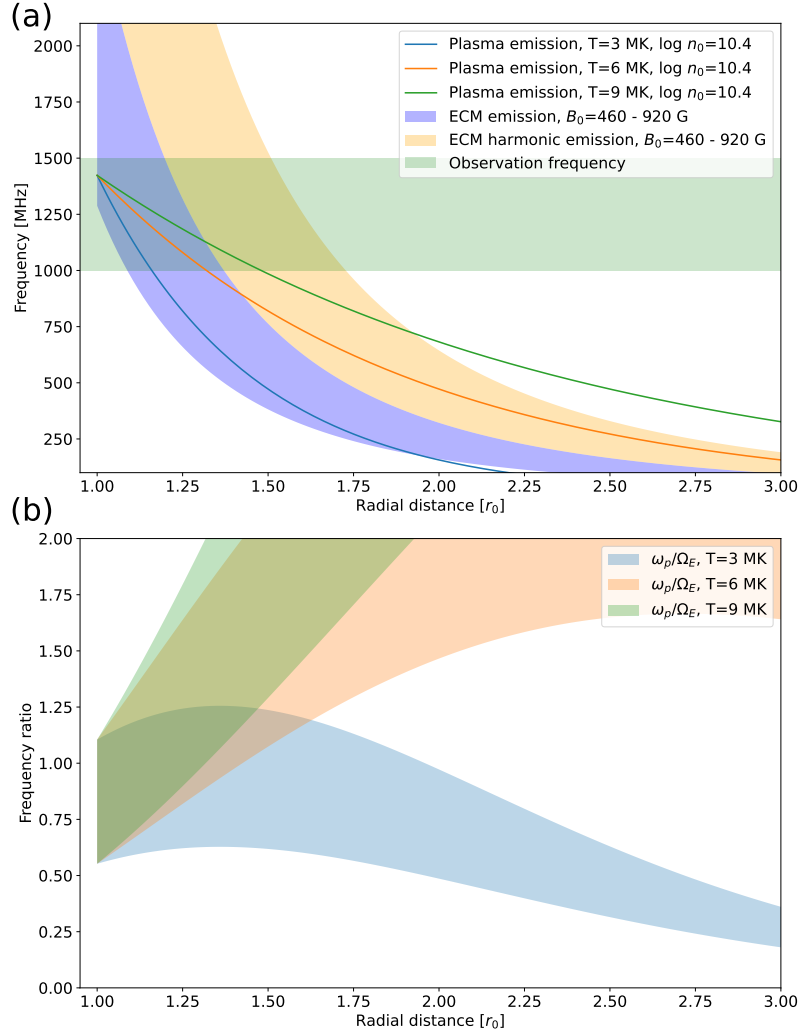 (a)
2000
1750
1500
1250
1000
750
500
250
Frequency [MHz]
Plasma emission, T=3 MK, log n₀=10.4
Plasma emission, T=6 MK, log n₀=10.4
Plasma emission, T=9 MK, log n₀=10.4
ECM emission, B₀=460 - 920 G
ECM harmonic emission, B₀=460 - 920 G
Observation frequency
1.00 1.25 1.50 1.75 2.00 2.25 2.50 2.75 3.00
Radial distance [r₀]
(b)
2.00
1.75
1.50
1.25
1.00
0.75
0.50
0.25
0.00
Frequency ratio
ωₚ/Ω_E, T=3 MK
ωₚ/Ω_E, T=6 MK
ωₚ/Ω_E, T=9 MK
1.00 1.25 1.50 1.75 2.00 2.25 2.50 2.75 3.00
Radial distance [r₀]